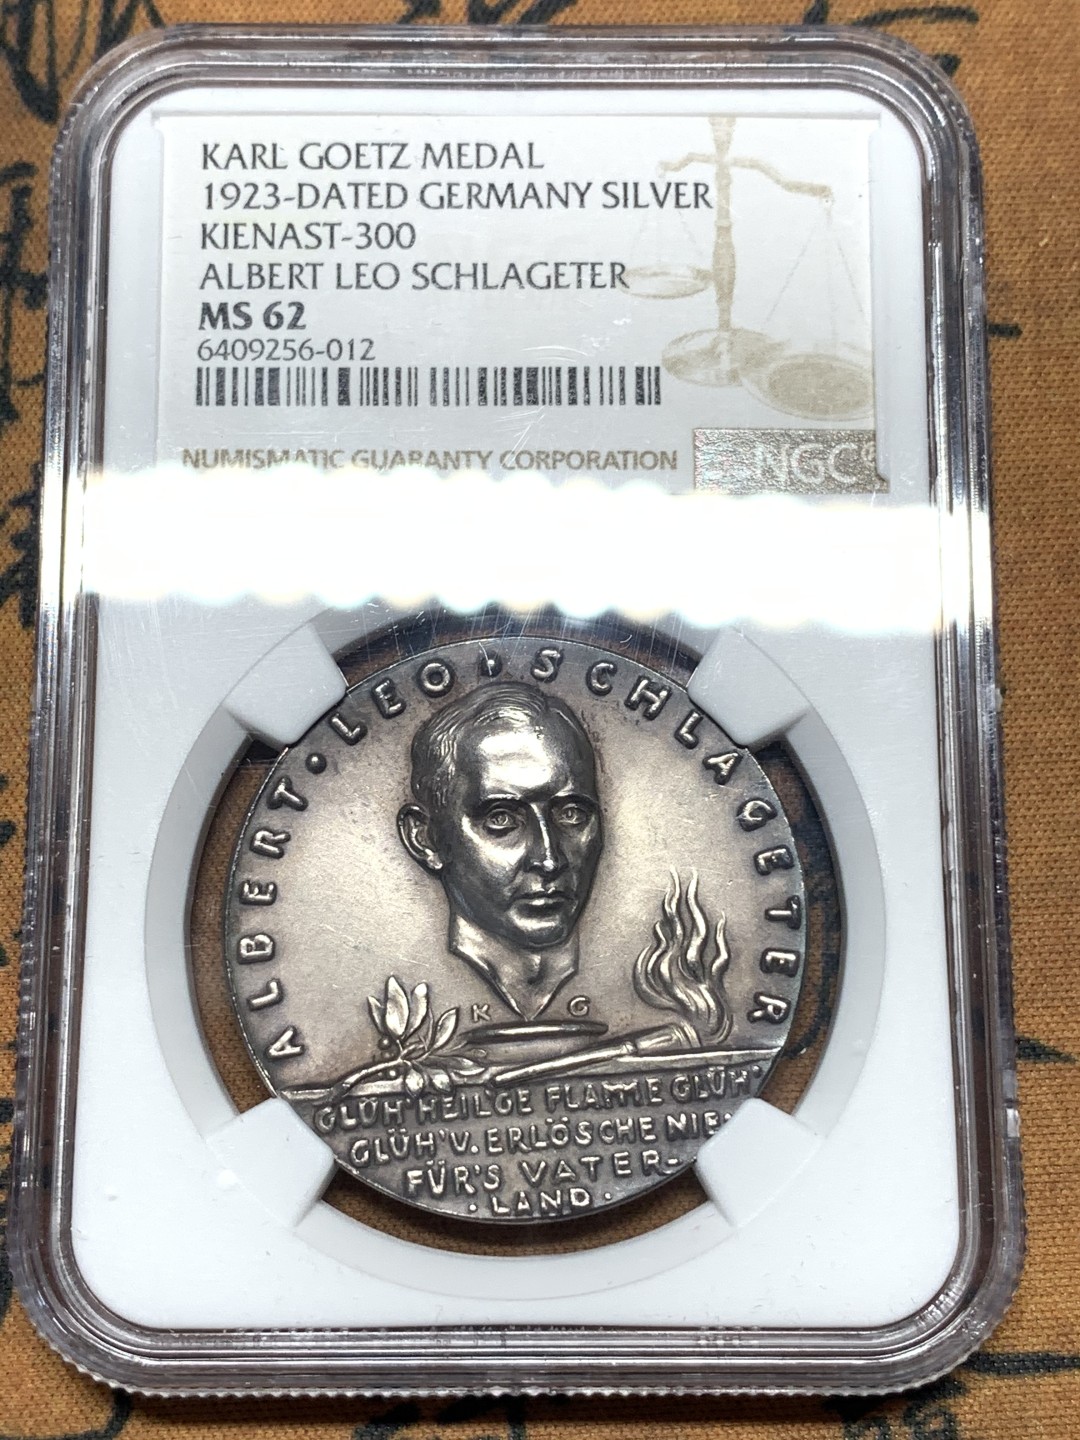 KARL GOETZ MEDAL
1923-DATED GERMANY SILVER
KIENAST-300
ALBERT LEO SCHLAGETER
MS 62
6409256-012
NUMISMATIC GUARANTY CORPORATION
NGC
ALBERT · LEO · SCHLAGETER
K G
GLÜH'HEIL'GE FLAMME GLÜH'
GLÜH'V. ERLÖSCHE NIE·
FÜR'S VATER-
· LAND ·